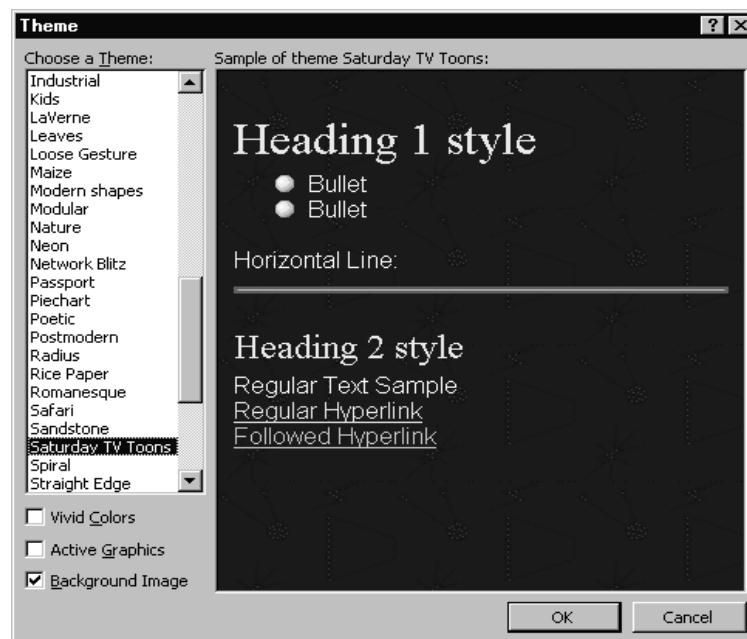 Theme
Choose a Theme:
Industrial
Kids
LaVerne
Leaves
Loose Gesture
Maize
Modern shapes
Modular
Nature
Neon
Network Blitz
Passport
Piechart
Poetic
Postmodern
Radius
Rice Paper
Romanesque
Safari
Sandstone
Saturday TV Toons
Spiral
Straight Edge
Vivid Colors
Active Graphics
Background Image
Sample of theme Saturday TV Toons:
Heading 1 style
Bullet
Bullet
Horizontal Line:
Heading 2 style
Regular Text Sample
Regular Hyperlink
Followed Hyperlink
OK
Cancel